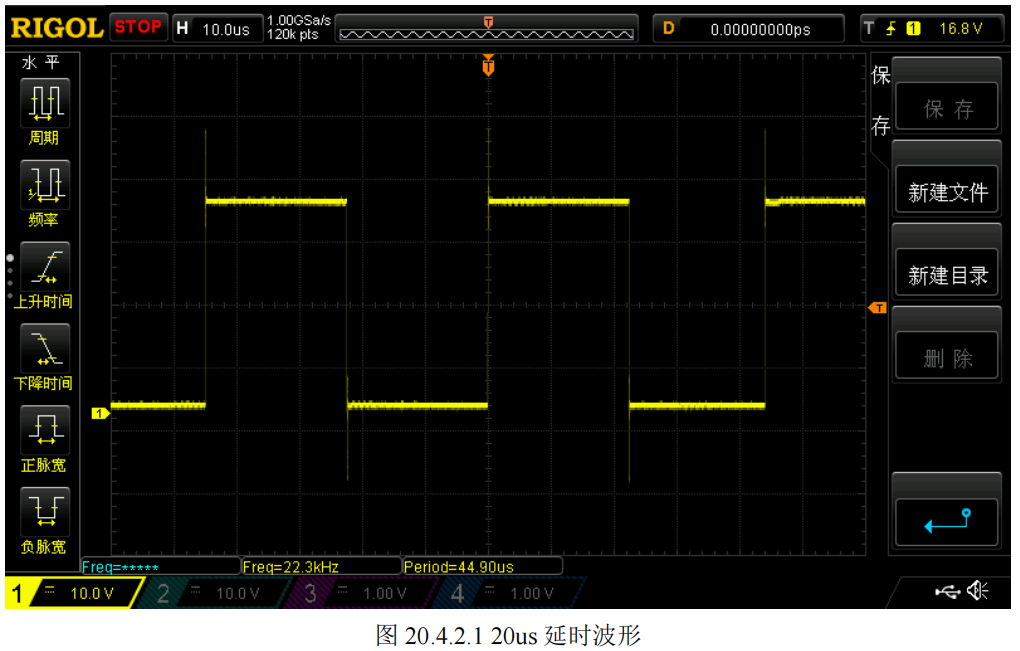 RIGOL STOP H 10.0us 1.00GSa/s 120k pts T D 0.00000000ps T 1 16.8 V
水 平
周期
频率
上升时间
下降时间
正脉宽
负脉宽
T
1
T
保存
保 存
新建文件
新建目录
删 除
Freq=***** Freq=22.3kHz Period=44.90us
1 10.0 V 2 10.0 V 3 1.00 V 4 1.00 V
图 20.4.2.1 20us 延时波形